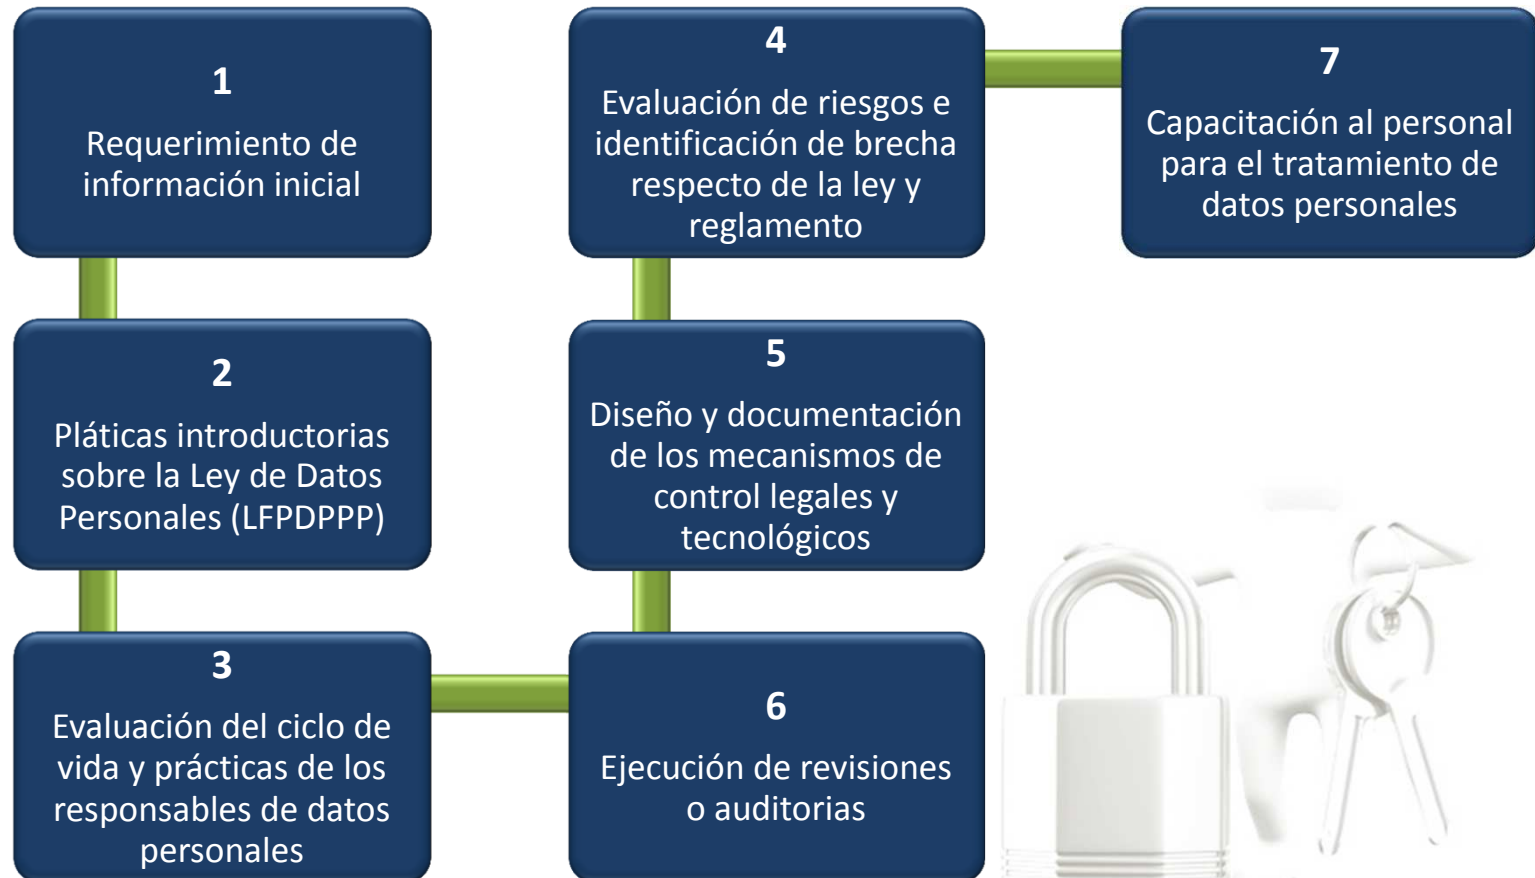 1
Requerimiento de
información inicial
2
Pláticas introductorias
sobre la Ley de Datos
Personales (LFPDPPP)
3
Evaluación del ciclo de
vida y prácticas de los
responsables de datos
personales
4
Evaluación de riesgos e
identificación de brecha
respecto de la ley y
reglamento
5
Diseño y documentación
de los mecanismos de
control legales y
tecnológicos
6
Ejecución de revisiones
o auditorias
7
Capacitación al personal
para el tratamiento de
datos personales